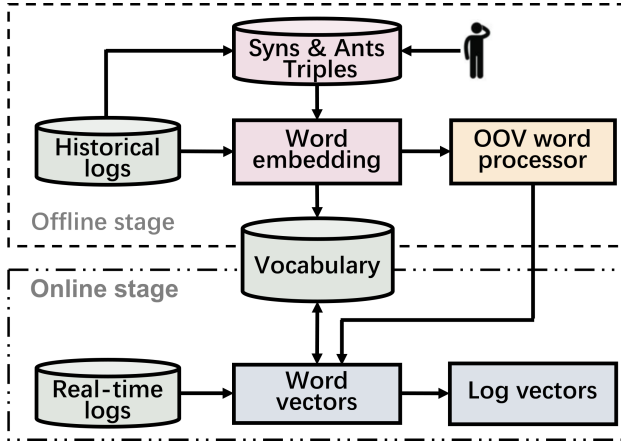 Syns & Ants
Triples
Historical
logs
Word
embedding
OOV word
processor
Offline stage
Vocabulary
Online stage
Real-time
logs
Word
vectors
Log vectors